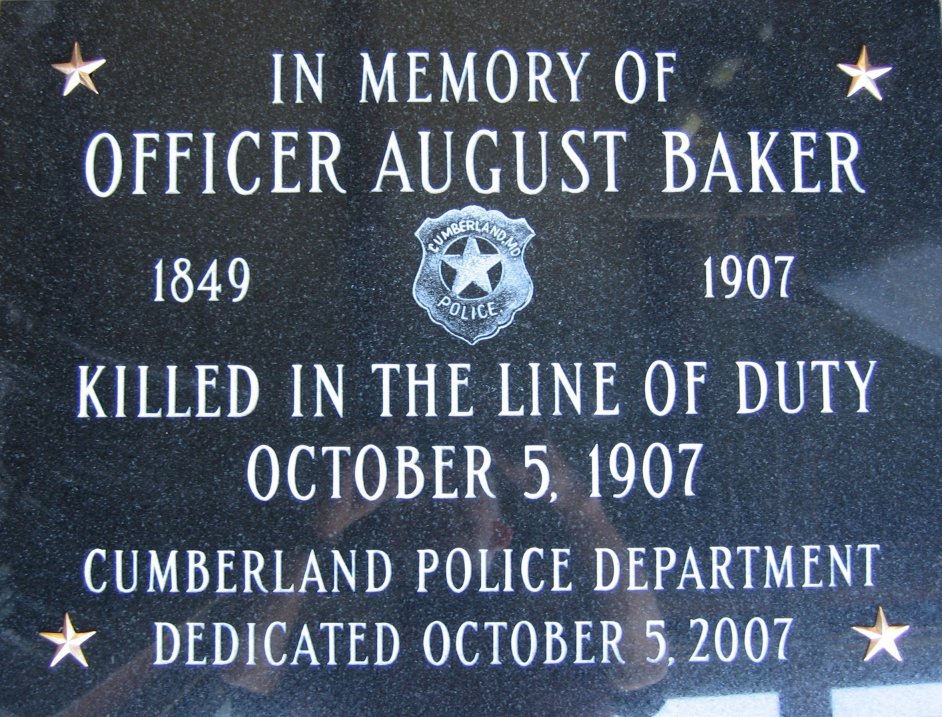 IN MEMORY OF
OFFICER AUGUST BAKER
CUMBERLAND, MD
1849 1907
POLICE
KILLED IN THE LINE OF DUTY
OCTOBER 5, 1907
CUMBERLAND POLICE DEPARTMENT
DEDICATED OCTOBER 5, 2007